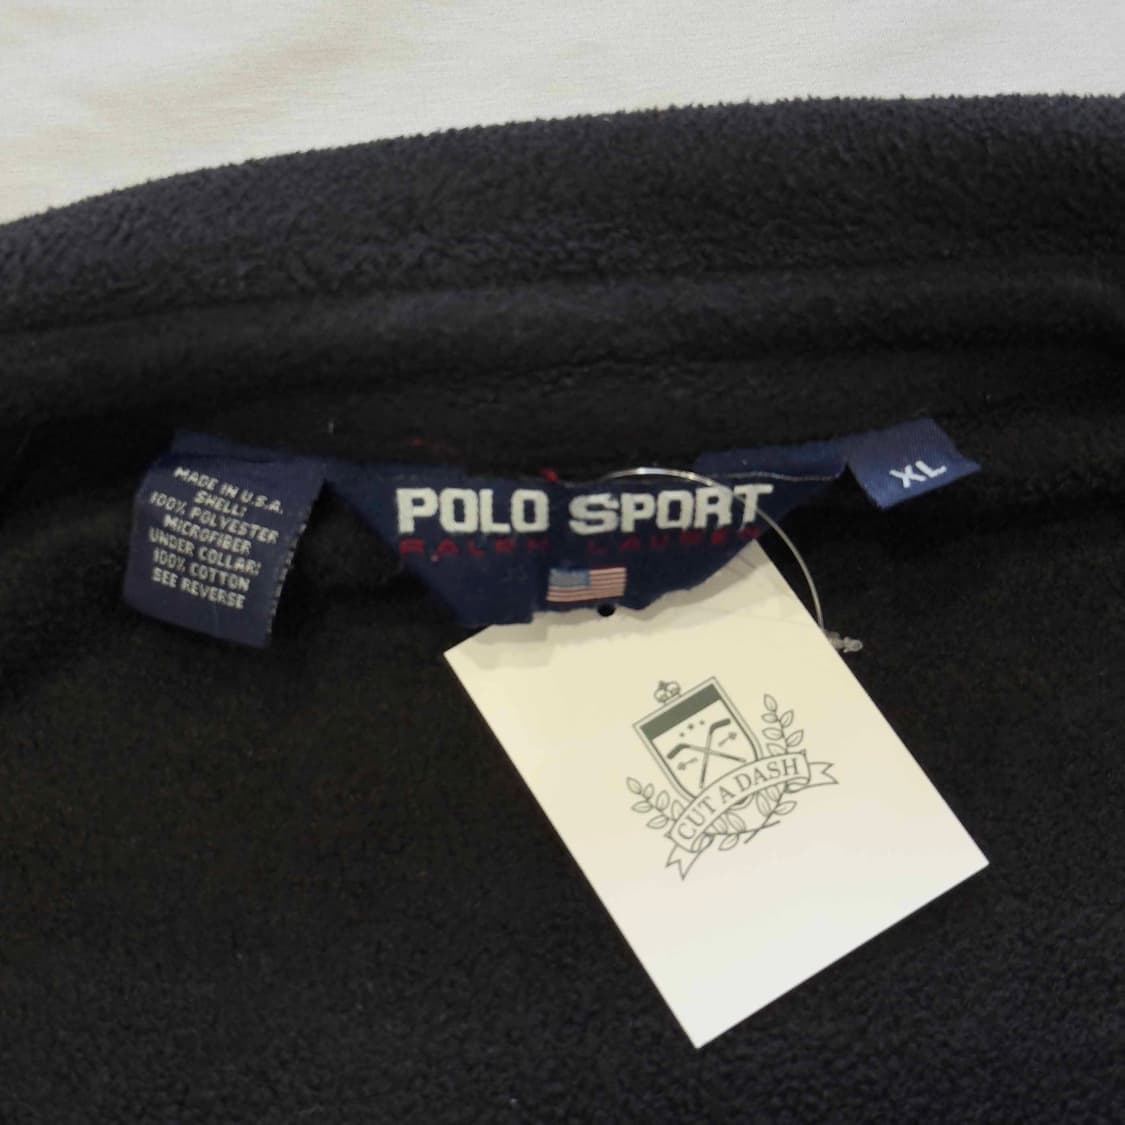 MADE IN U.S.A.
SHELL:
100% POLYESTER
MICROFIBER
UNDER COLLAR:
100% COTTON
SEE REVERSE
POLO SPORT
RALPH LAUREN
XL
CUT A DASH